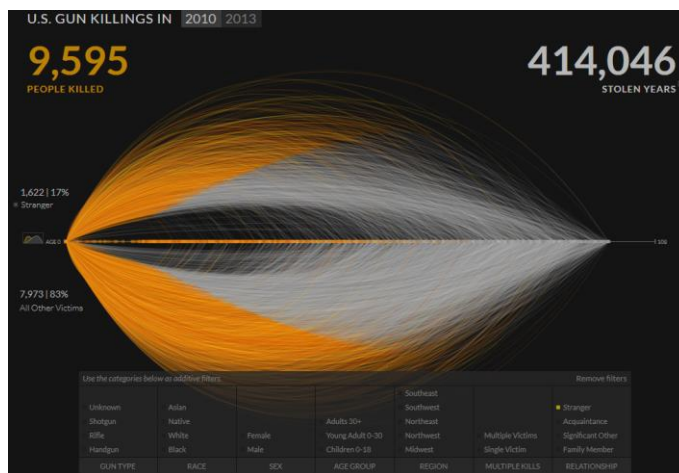 U.S. GUN KILLINGS IN 2010 2013
9,595
PEOPLE KILLED
414,046
STOLEN YEARS
1,622 | 17%
Stranger
AGE 0
7,973 | 83%
All Other Victims
Use the categories below as additive filters
Remove filters
Unknown
Shotgun
Rifle
Handgun
GUN TYPE
Asian
Native
White
Black
RACE
Female
Male
SEX
Adults 30+
Young Adult 0-30
Children 0-18
AGE GROUP
Southeast
Southwest
Northeast
Northwest
Midwest
REGION
Multiple Victims
Single Victim
MULTIPLE KILLS
Stranger
Acquaintance
Significant Other
Family Member
RELATIONSHIP